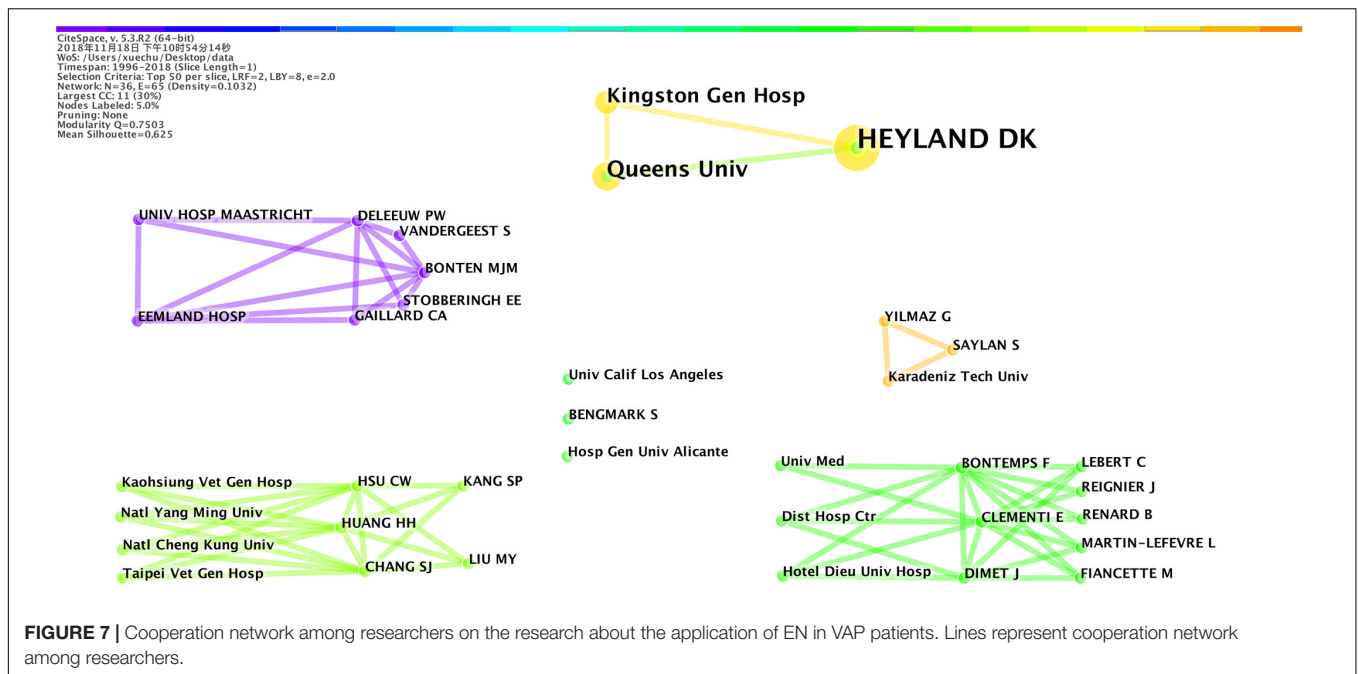 CiteSpace, v. 5.3.R2 (64-bit)
2018年11月18日 下午10时54分14秒
WoS: /Users/xuechu/Desktop/data
Timespan: 1996-2018 (Slice Length=1)
Selection Criteria: Top 50 per slice, LRF=2, LBY=8, e=2.0
Network: N=36, E=65 (Density=0.1032)
Largest CC: 11 (30%)
Nodes Labeled: 5.0%
Pruning: None
Modularity Q=0.7503
Mean Silhouette=0.625
Kingston Gen Hosp
HEYLAND DK
Queens Univ
UNIV HOSP MAASTRICHT
DELEEUW PW
VANDERGEEST S
BONTEN MJM
STOBBERINGH EE
EEMLAND HOSP
GAILLARD CA
YILMAZ G
SAYLAN S
Karadeniz Tech Univ
Univ Calif Los Angeles
BENGMARK S
Hosp Gen Univ Alicante
Kaohsiung Vet Gen Hosp
HSU CW
KANG SP
Natl Yang Ming Univ
HUANG HH
Natl Cheng Kung Univ
CHANG SJ
LIU MY
Taipei Vet Gen Hosp
Univ Med
BONTEMPS F
LEBERT C
REIGNIER J
Dist Hosp Ctr
CLEMENTI E
RENARD B
MARTIN-LEFEVRE L
Hotel Dieu Univ Hosp
DIMET J
FIANCETTE M
FIGURE 7 | Cooperation network among researchers on the research about the application of EN in VAP patients. Lines represent cooperation network
among researchers.